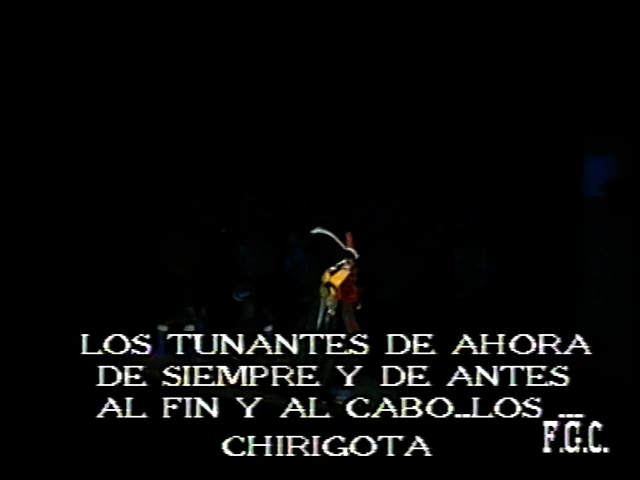 LOS TUNANTES DE AHORA
DE SIEMPRE Y DE ANTES
AL FIN Y AL CABO..LOS ...
CHIRIGOTA
F.G.C.